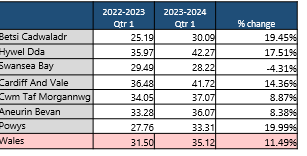 2022-2023 Qtr 1 2023-2024 Qtr 1 % change
Betsi Cadwaladr 25.19 30.09 19.45%
Hywel Dda 35.97 42.27 17.51%
Swansea Bay 29.49 28.22 -4.31%
Cardiff And Vale 36.48 41.72 14.36%
Cwm Taf Morgannwg 34.05 37.07 8.87%
Aneurin Bevan 33.28 36.07 8.38%
Powys 27.76 33.31 19.99%
Wales 31.50 35.12 11.49%